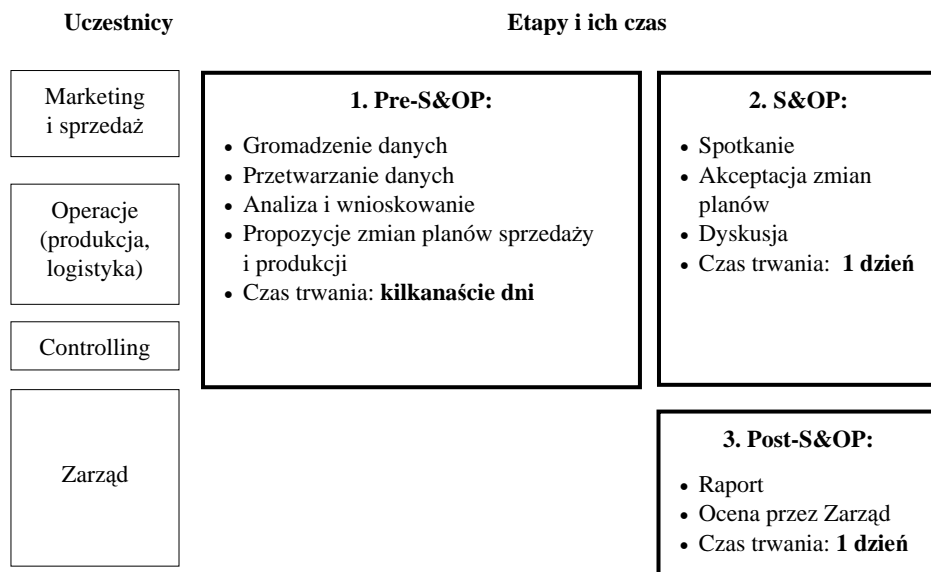 Uczestnicy
Etapy i ich czas
Marketing
i sprzedaż
Operacje
(produkcja,
logistyka)
Controlling
Zarząd
1. Pre-S&OP:
• Gromadzenie danych
• Przetwarzanie danych
• Analiza i wnioskowanie
• Propozycje zmian planów sprzedaży
i produkcji
• Czas trwania: kilkanaście dni
2. S&OP:
• Spotkanie
• Akceptacja zmian
planów
• Dyskusja
• Czas trwania: 1 dzień
3. Post-S&OP:
• Raport
• Ocena przez Zarząd
• Czas trwania: 1 dzień